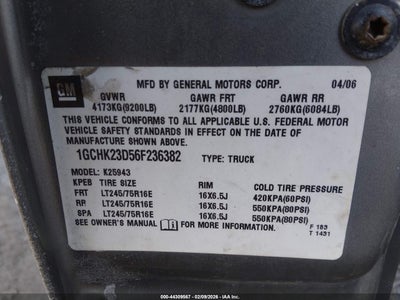 GM
MFD BY GENERAL MOTORS CORP. 04/06
GVWR GAWR FRT GAWR RR
4173KG(9200LB) 2177KG(4800LB) 2760KG(6084LB)
THIS VEHICLE CONFORMS TO ALL APPLICABLE U.S. FEDERAL MOTOR
VEHICLE SAFETY STANDARDS IN EFFECT ON THE DATE OF
MANUFACTURE SHOWN ABOVE.
1GCHK23D56F236382 TYPE: TRUCK
MODEL: K25943
KPEB TIRE SIZE RIM COLD TIRE PRESSURE
FRT LT245/75R16E 16X6.5J 420KPA(60PSI)
RR LT245/75R16E 16X6.5J 550KPA(80PSI)
SPA LT245/75R16E 16X6.5J 550KPA(80PSI)
SEE OWNER'S MANUAL FOR MORE INFORMATION.
F 183
T 1431
000-44309567 - 02/09/2026 - IAAI Branch